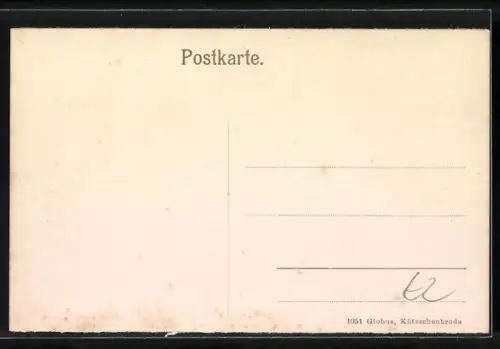 Postkarte.
1051 Globus, Kötzschenbroda